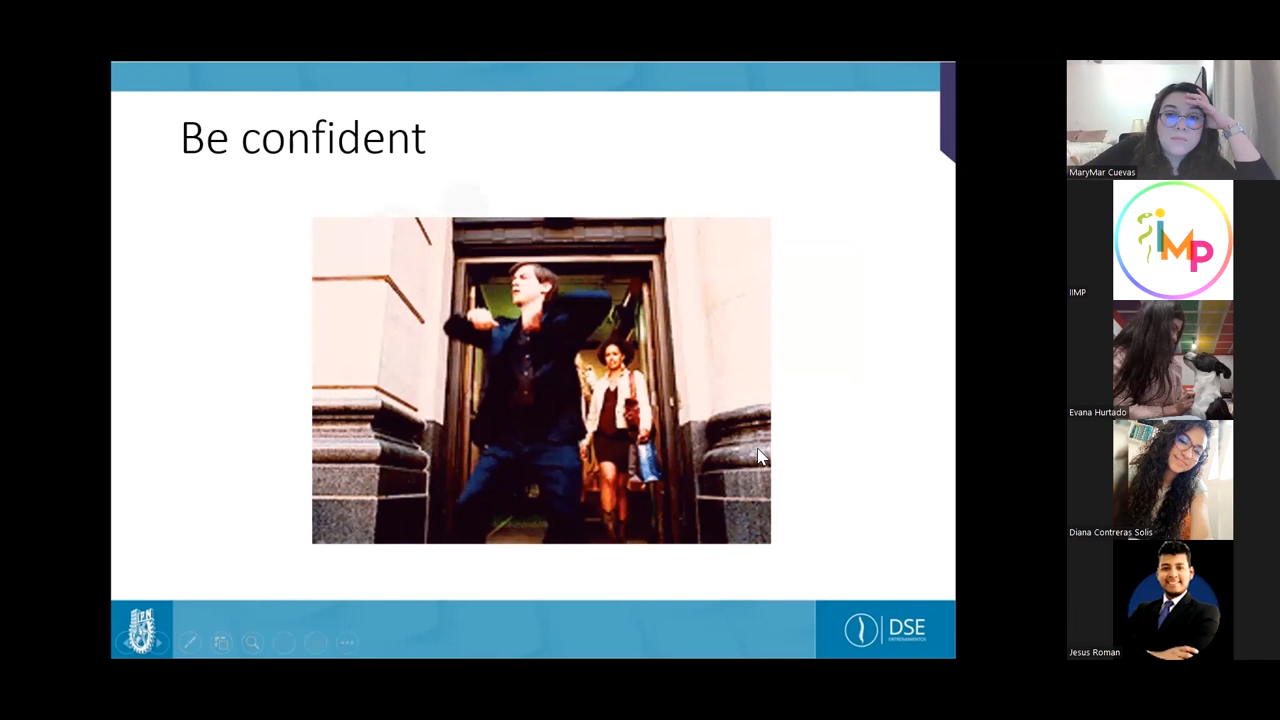 Be confident
DSE
ENTRENAMIENTOS
MaryMar Cuevas
iMP
IIMP
Evana Hurtado
Diana Contreras Solis
Jesus Roman